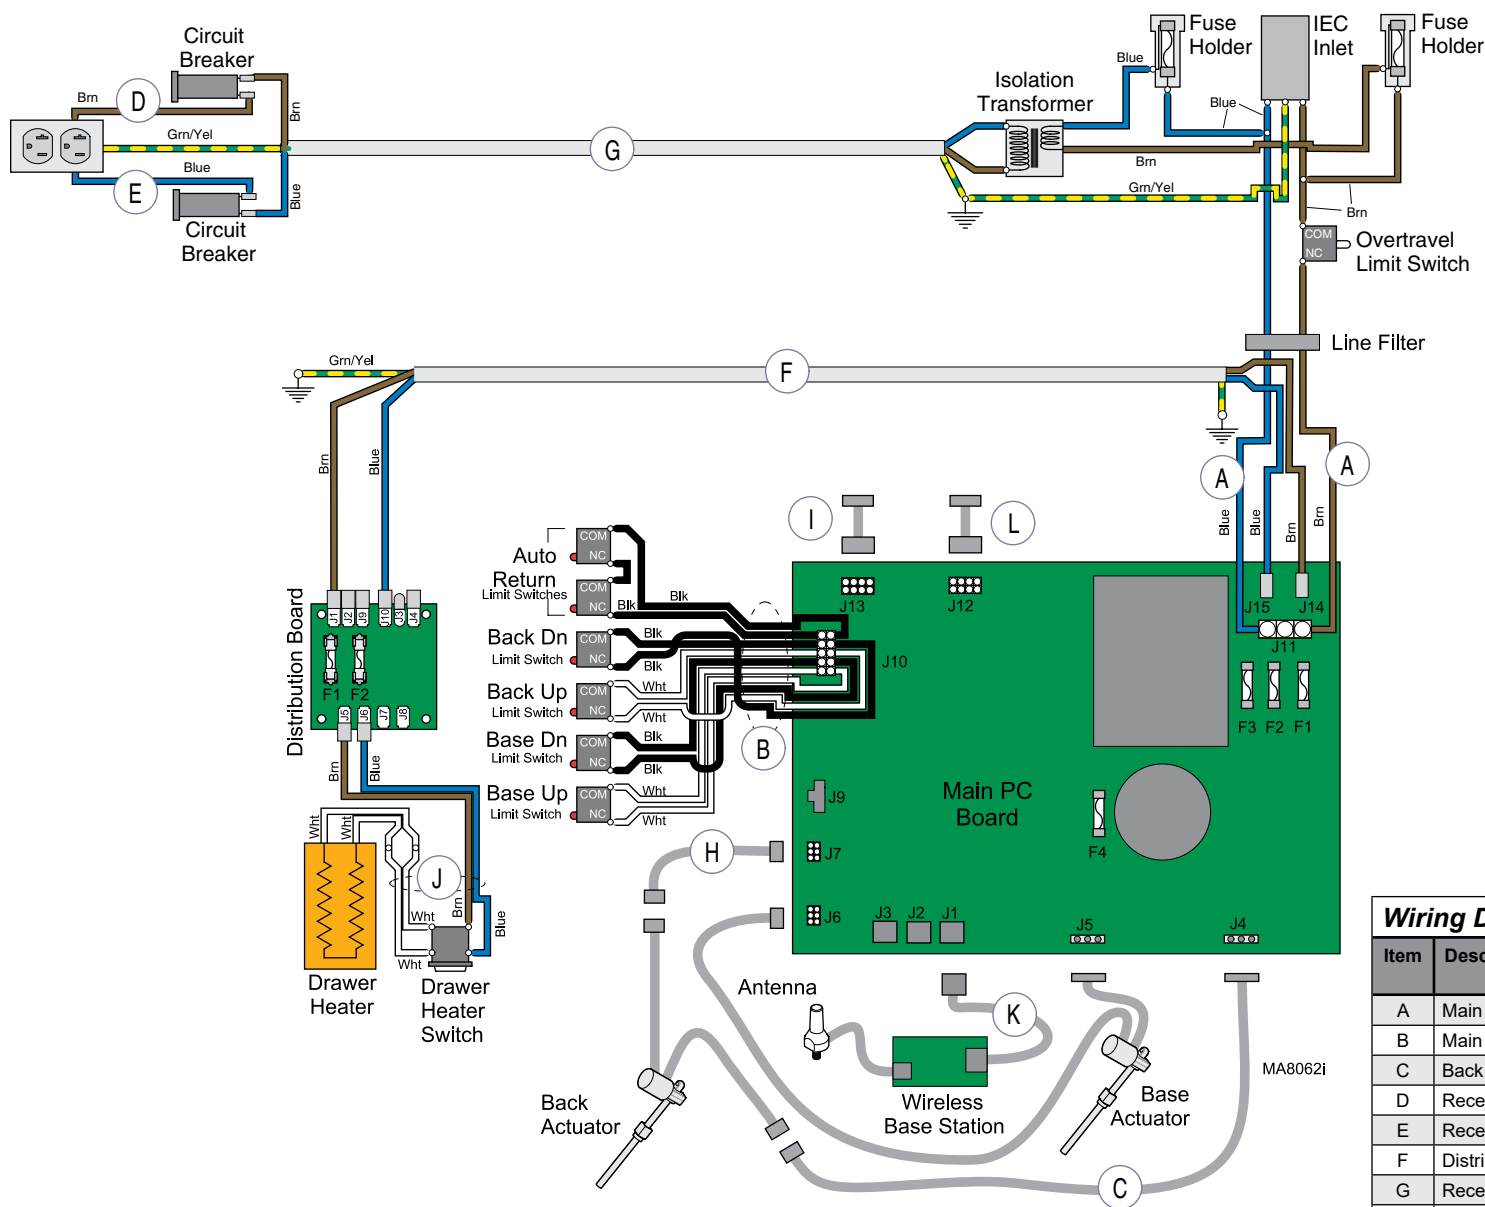 Circuit
Breaker
Brn
D
Brn
Grn/Yel
Blue
E
Blue
Circuit
Breaker
G
Isolation
Transformer
Blue
Fuse
Holder
IEC
Inlet
Fuse
Holder
Blue
Brn
Grn/Yel
Brn
COM
NC
Overtravel
Limit Switch
Line Filter
Grn/Yel
F
Brn
Blue
A
A
Blue
Blue
Brn
Brn
I
L
Auto
Return
Limit Switches
COM
NC
COM
NC
Blk
Blk
Back Dn
Limit Switch
COM
NC
Blk
Blk
Back Up
Limit Switch
COM
NC
Wht
Wht
Base Dn
Limit Switch
COM
NC
Blk
Blk
Base Up
Limit Switch
COM
NC
Wht
Wht
B
J13
J12
J10
J15
J14
J11
F3
F2
F1
J9
Main PC
Board
F4
J7
J6
J3
J2
J1
J5
J4
Distribution Board
J1
J2
J9
J10
J3
J4
F1
F2
J5
J6
J7
J8
Brn
Blue
Wht
Wht
J
Wht
Brn
Blue
Wht
Drawer
Heater
Drawer
Heater
Switch
H
Antenna
K
Wireless
Base Station
Back
Actuator
Base
Actuator
MA8062i
C
Wiring D
Item Desc
A Main
B Main
C Back
D Rece
E Rece
F Distri
G Rece